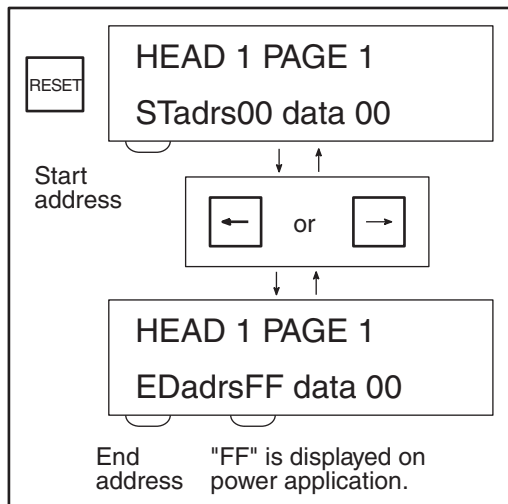 RESET
HEAD 1 PAGE 1
STadrs00 data 00
Start
address
or
HEAD 1 PAGE 1
EDadrsFF data 00
End
address
"FF" is displayed on
power application.